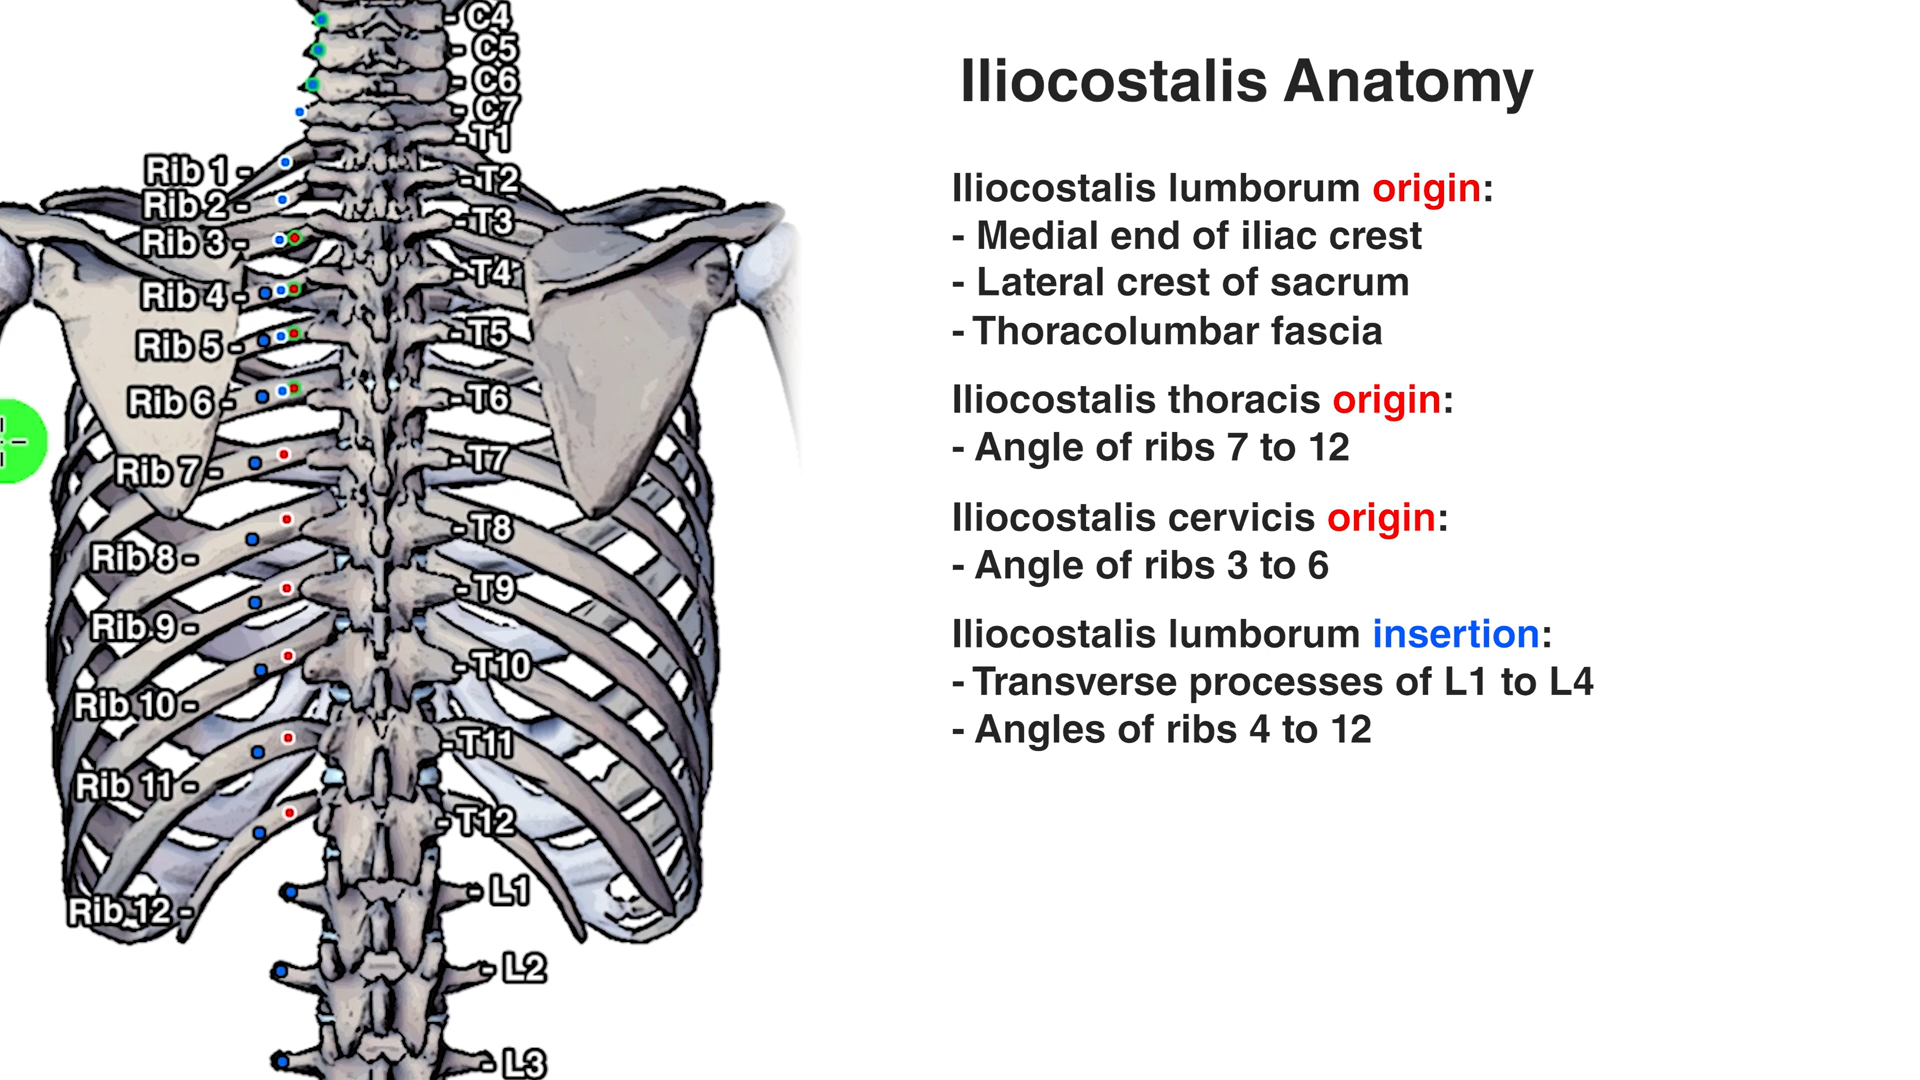 - C4
- C5
- C6
- C7
- T1
Rib 1 -
- T2
Rib 2 -
- T3
Rib 3 -
- T4
Rib 4 -
- T5
Rib 5 -
- T6
Rib 6 -
- T7
Rib 7 -
- T8
Rib 8 -
- T9
Rib 9 -
- T10
Rib 10 -
- T11
Rib 11 -
- T12
Rib 12 -
- L1
- L2
- L3
Iliocostalis Anatomy
Iliocostalis lumborum origin:
- Medial end of iliac crest
- Lateral crest of sacrum
- Thoracolumbar fascia
Iliocostalis thoracis origin:
- Angle of ribs 7 to 12
Iliocostalis cervicis origin:
- Angle of ribs 3 to 6
Iliocostalis lumborum insertion:
- Transverse processes of L1 to L4
- Angles of ribs 4 to 12